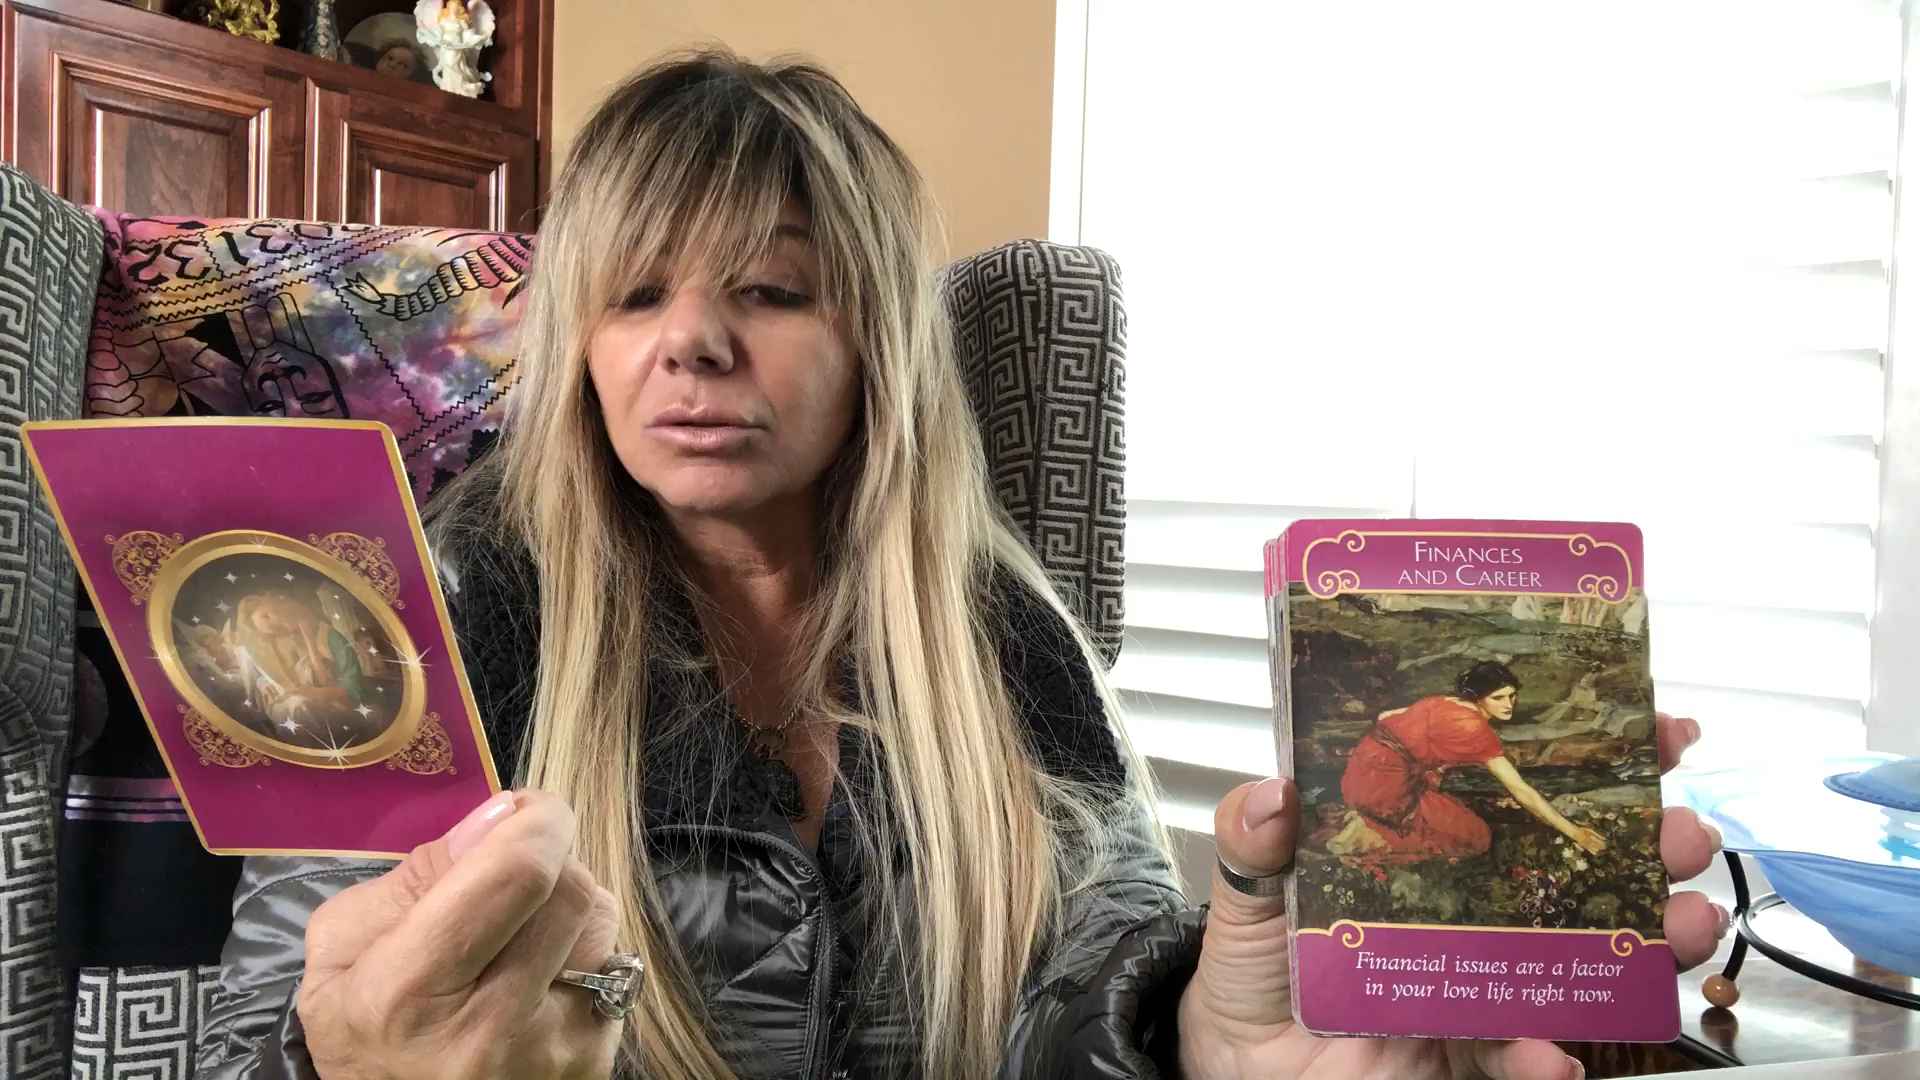 FINANCES
AND CAREER
Financial issues are a factor
in your love life right now.